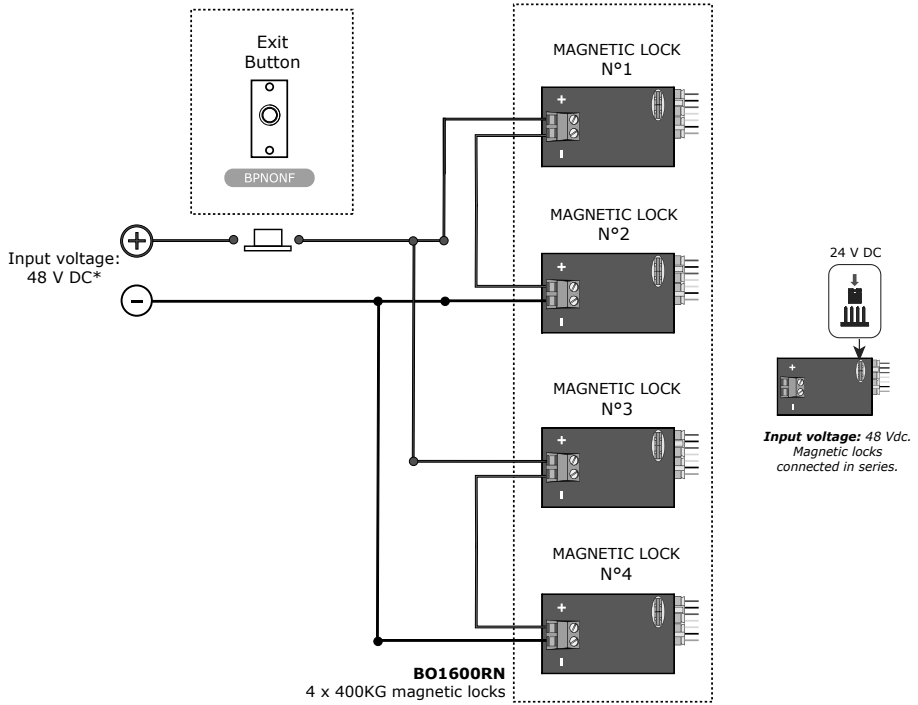 Exit
Button
BPNONF
Input voltage:
48 V DC*
+
-
MAGNETIC LOCK
N°1
+
-
MAGNETIC LOCK
N°2
+
-
MAGNETIC LOCK
N°3
+
-
MAGNETIC LOCK
N°4
+
-
BO1600RN
4 x 400KG magnetic locks
24 V DC
+
-
Input voltage: 48 Vdc.
Magnetic locks
connected in series.